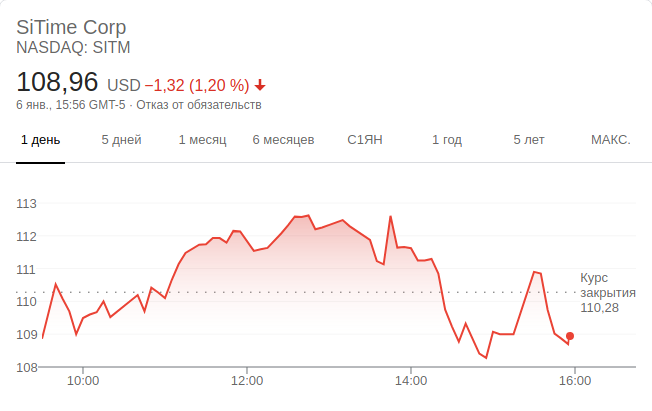 SiTime Corp
NASDAQ: SITM
108,96 USD −1,32 (1,20 %)
6 янв., 15:56 GMT-5 · Отказ от обязательств
1 день 5 дней 1 месяц 6 месяцев С1ЯН 1 год 5 лет МАКС.
113
112
111
110
109
108
Курс
закрытия
110,28
10:00 12:00 14:00 16:00